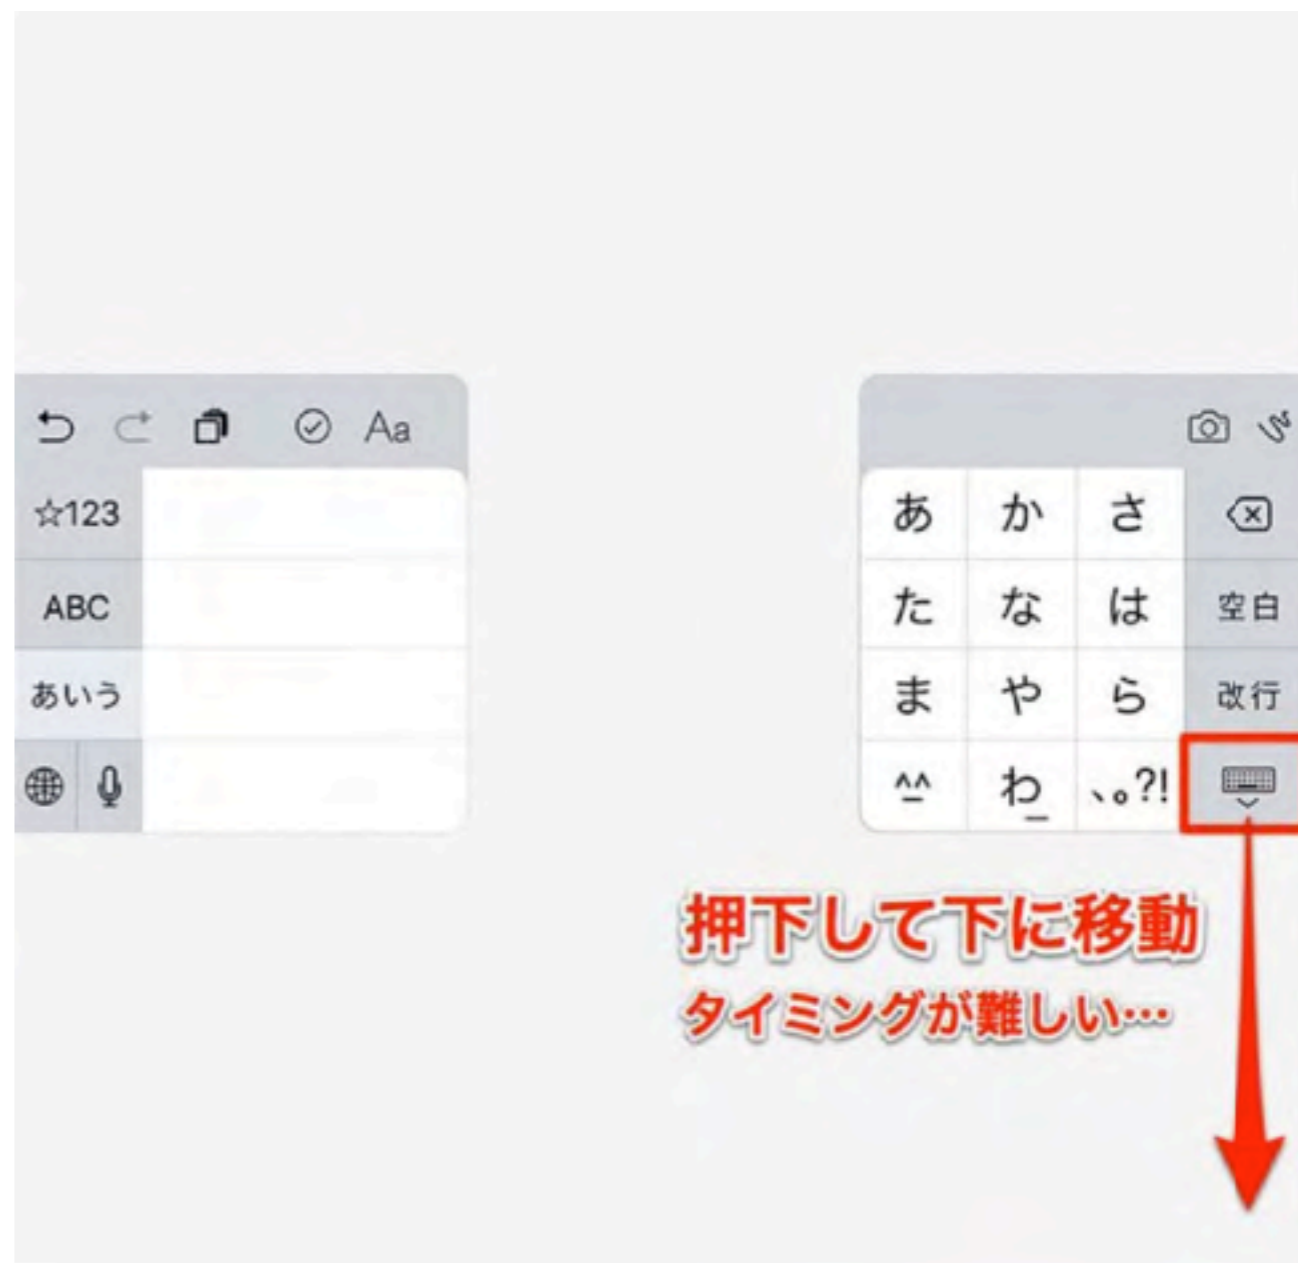 Aa
☆123
ABC
あいう
あ か さ
た な は 空白
ま や ら 改行
^^ わ 、。?!
押下して下に移動
タイミングが難しい…